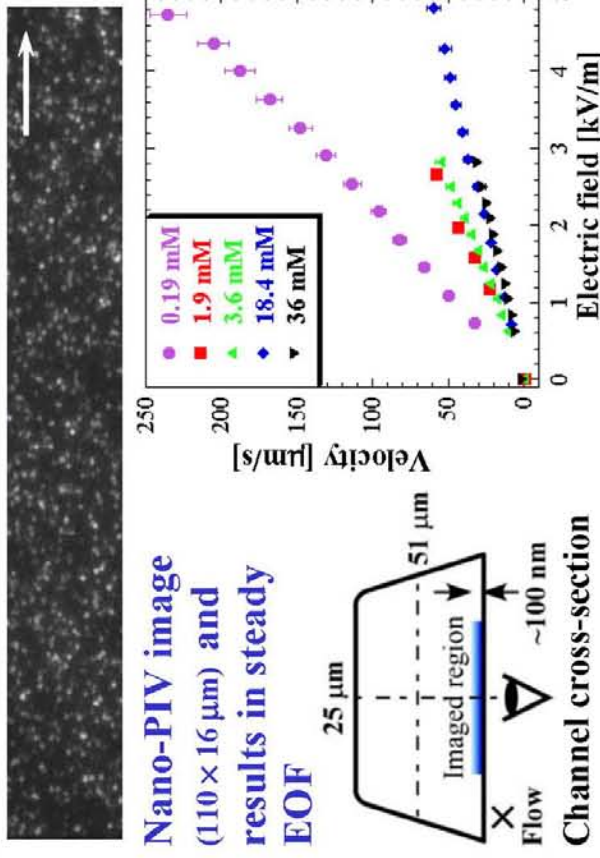 Nano-PIV image
(110 × 16 μm) and
results in steady
EOF
25 μm
51 μm
Imaged region
~100 nm
×
Flow
Channel cross-section
Velocity [μm/s]
250
200
150
100
50
0
0.19 mM
1.9 mM
3.6 mM
18.4 mM
36 mM
0 1 2 3 4
Electric field [kV/m]